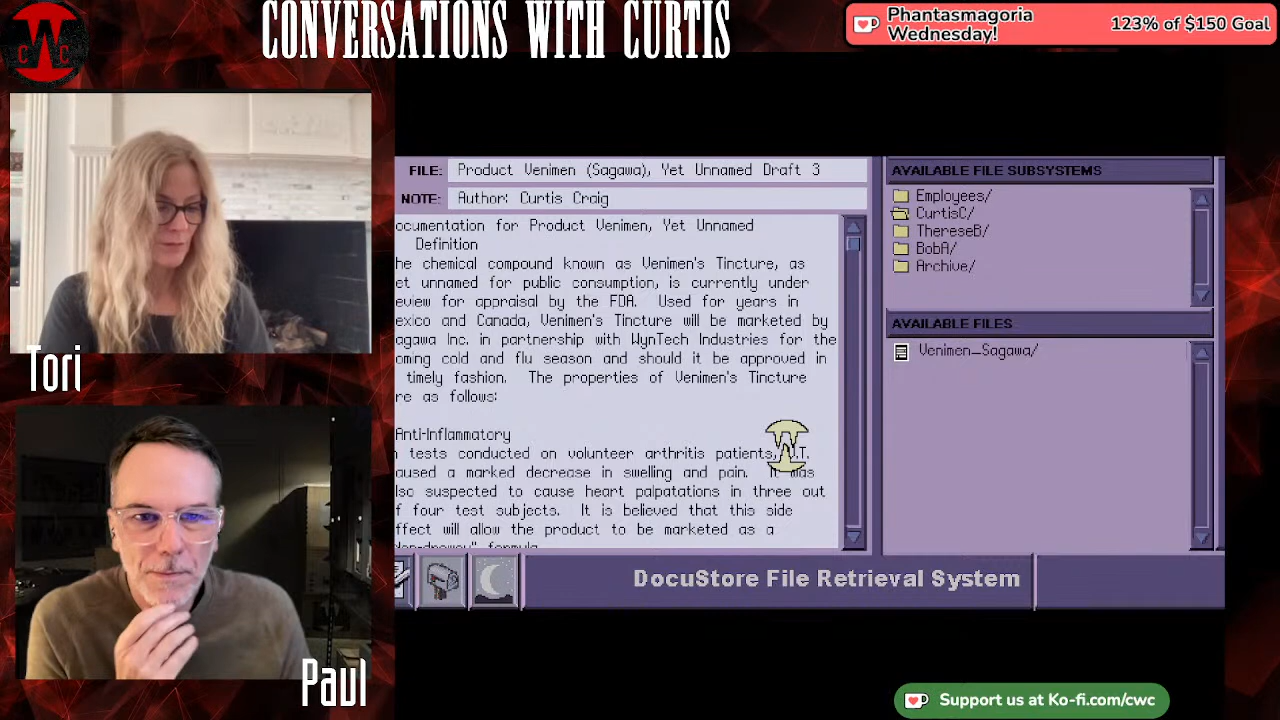 CONVERSATIONS WITH CURTIS
W
C C
Phantasmagoria
Wednesday!
123% of $150 Goal
Tori
Paul
FILE: Product Venimen (Sagawa), Yet Unnamed Draft 3
NOTE: Author: Curtis Craig
ocumentation for Product Venimen, Yet Unnamed
Definition
he chemical compound known as Venimen's Tincture, as
et unnamed for public consumption, is currently under
eview for appraisal by the FDA. Used for years in
exico and Canada, Venimen's Tincture will be marketed by
agawa Inc. in partnership with WynTech Industries for the
oming cold and flu season and should it be approved in
timely fashion. The properties of Venimen's Tincture
re as follows:
Anti-Inflammatory
n tests conducted on volunteer arthritis patients, .T.
aused a marked decrease in swelling and pain. It was
lso suspected to cause heart palpatations in three out
f four test subjects. It is believed that this side
ffect will allow the product to be marketed as a
formula
AVAILABLE FILE SUBSYSTEMS
Employees/
CurtisC/
ThereseB/
BobA/
Archive/
AVAILABLE FILES
Venimen_Sagawa/
DocuStore File Retrieval System
Support us at Ko-fi.com/cwc